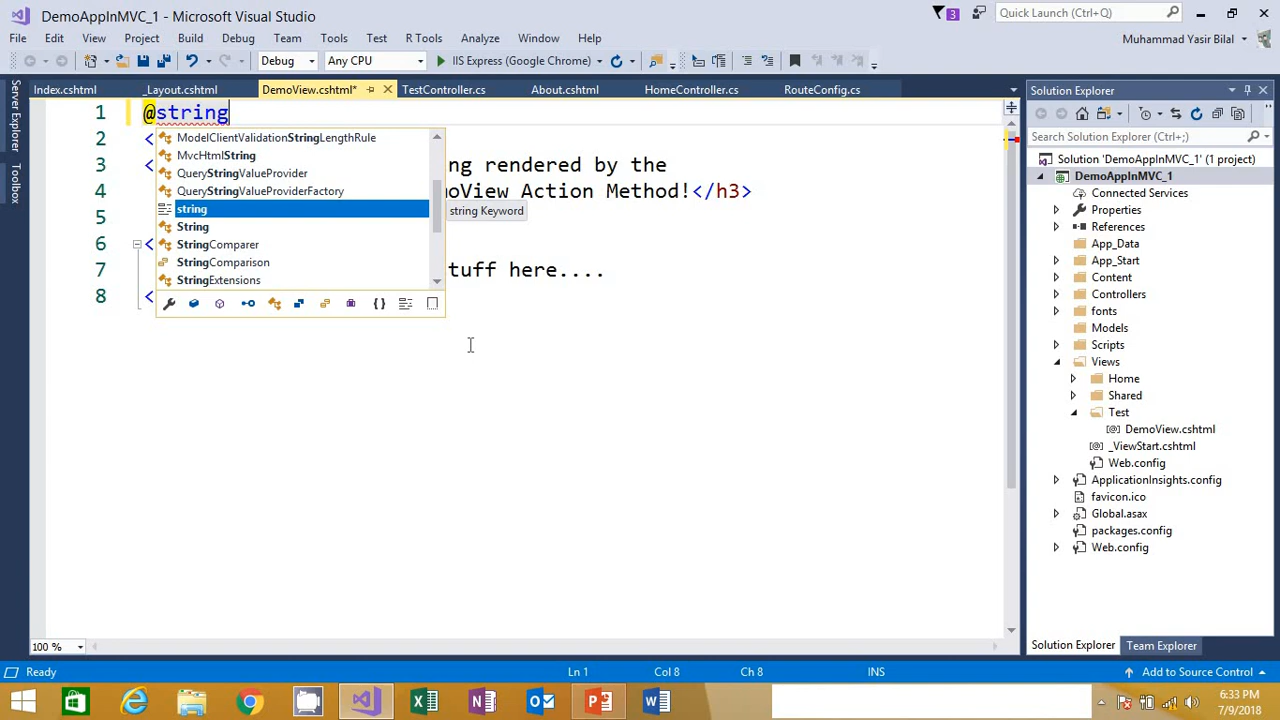 DemoAppInMVC_1 - Microsoft Visual Studio
3
Quick Launch (Ctrl+Q)
File Edit View Project Build Debug Team Tools Test R Tools Analyze Window Help
Muhammad Yasir Bilal
Debug Any CPU IIS Express (Google Chrome)
Server Explorer
Toolbox
Index.cshtml _Layout.cshtml DemoView.cshtml* TestController.cs About.cshtml HomeController.cs RouteConfig.cs
1 @string
2 <
3 < ng rendered by the
4 moView Action Method!</h3>
5
6 <
7 tuff here....
8 <
ModelClientValidationStringLengthRule
MvcHtmlString
QueryStringValueProvider
QueryStringValueProviderFactory
string
String
StringComparer
StringComparison
StringExtensions
string Keyword
100 %
Solution Explorer
Search Solution Explorer (Ctrl+;)
Solution 'DemoAppInMVC_1' (1 project)
DemoAppInMVC_1
Connected Services
Properties
References
App_Data
App_Start
Content
Controllers
fonts
Models
Scripts
Views
Home
Shared
Test
DemoView.cshtml
_ViewStart.cshtml
Web.config
ApplicationInsights.config
favicon.ico
Global.asax
packages.config
Web.config
Solution Explorer Team Explorer
Ready Ln 1 Col 8 Ch 8 INS Add to Source Control
6:33 PM
7/9/2018